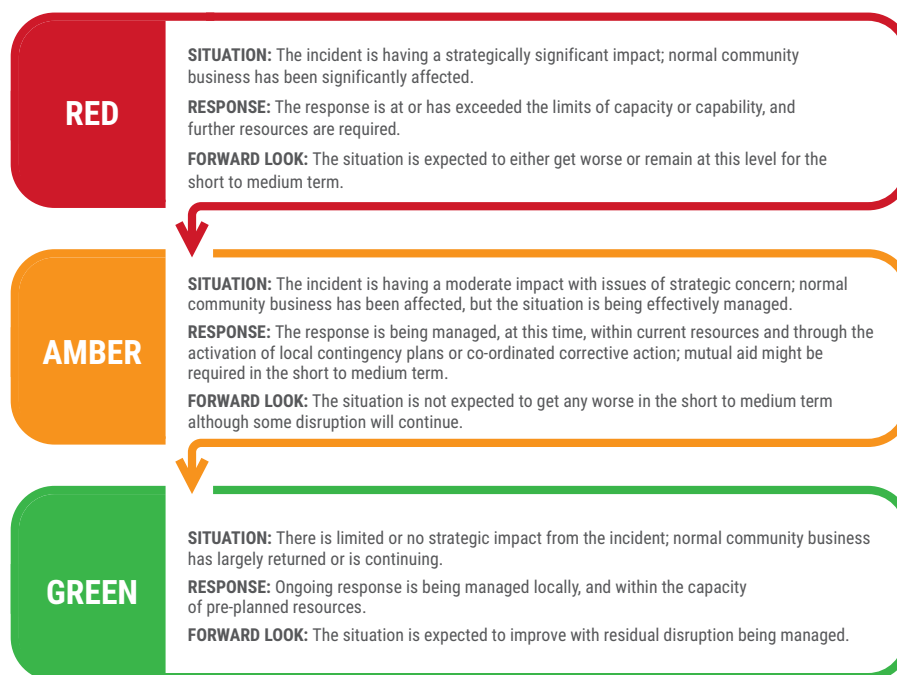 RED
SITUATION: The incident is having a strategically significant impact; normal community
business has been significantly affected.
RESPONSE: The response is at or has exceeded the limits of capacity or capability, and
further resources are required.
FORWARD LOOK: The situation is expected to either get worse or remain at this level for the
short to medium term.
AMBER
SITUATION: The incident is having a moderate impact with issues of strategic concern; normal
community business has been affected, but the situation is being effectively managed.
RESPONSE: The response is being managed, at this time, within current resources and through the
activation of local contingency plans or co-ordinated corrective action; mutual aid might be
required in the short to medium term.
FORWARD LOOK: The situation is not expected to get any worse in the short to medium term
although some disruption will continue.
GREEN
SITUATION: There is limited or no strategic impact from the incident; normal community business
has largely returned or is continuing.
RESPONSE: Ongoing response is being managed locally, and within the capacity
of pre-planned resources.
FORWARD LOOK: The situation is expected to improve with residual disruption being managed.